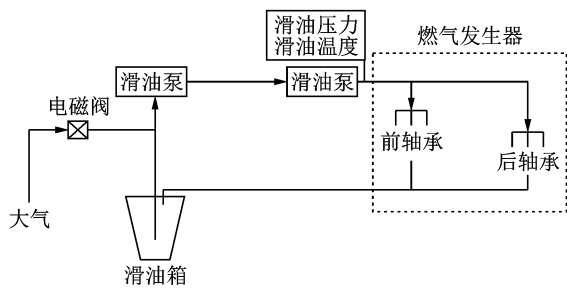 滑油压力
滑油温度
燃气发生器
滑油泵
滑油泵
电磁阀
前轴承
后轴承
大气
滑油箱